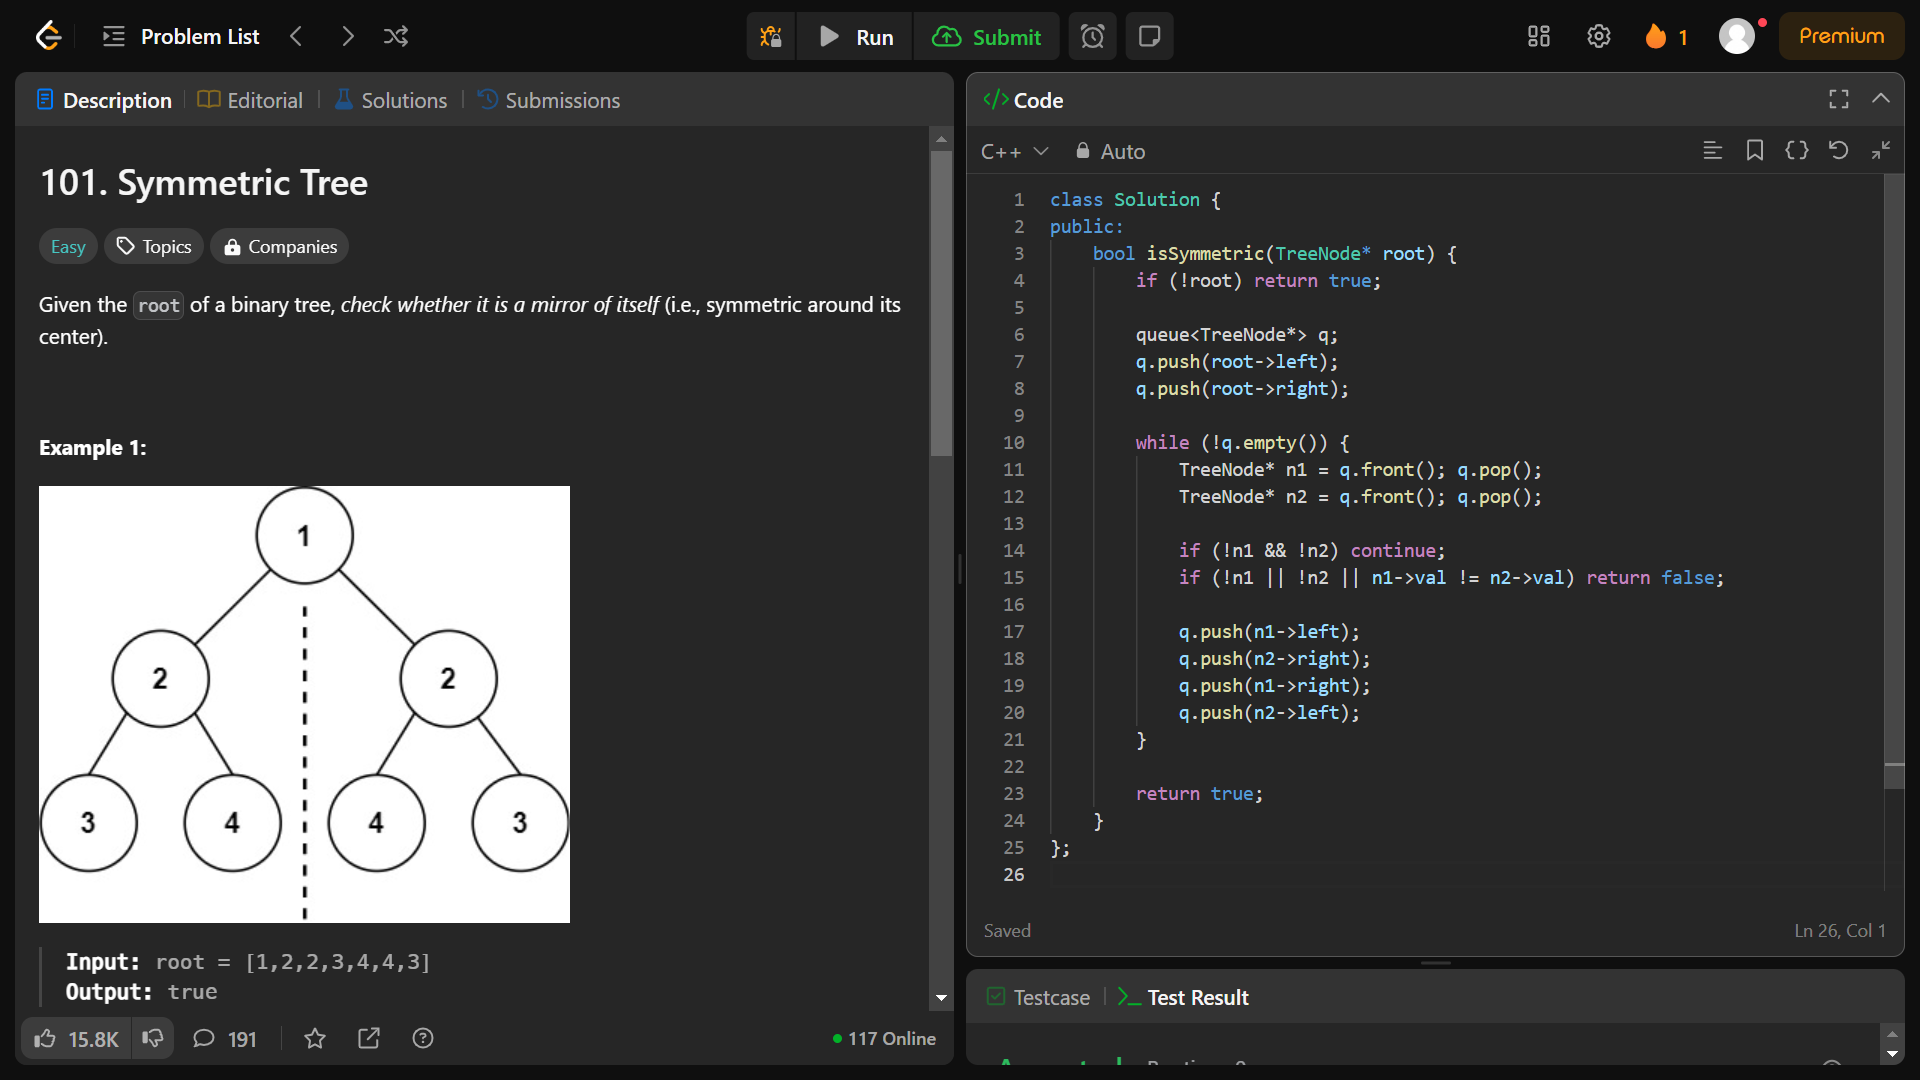 Problem List
Run
Submit
1
Premium
Description
Editorial
Solutions
Submissions
101. Symmetric Tree
Easy
Topics
Companies
Given the root of a binary tree, check whether it is a mirror of itself (i.e., symmetric around its
center).
Example 1:
1
2 2
3 4 4 3
Input: root = [1,2,2,3,4,4,3]
Output: true
15.8K
191
117 Online
</> Code
C++
Auto
1 class Solution {
2 public:
3     bool isSymmetric(TreeNode* root) {
4         if (!root) return true;
5
6         queue<TreeNode*> q;
7         q.push(root->left);
8         q.push(root->right);
9
10         while (!q.empty()) {
11             TreeNode* n1 = q.front(); q.pop();
12             TreeNode* n2 = q.front(); q.pop();
13
14             if (!n1 && !n2) continue;
15             if (!n1 || !n2 || n1->val != n2->val) return false;
16
17             q.push(n1->left);
18             q.push(n2->right);
19             q.push(n1->right);
20             q.push(n2->left);
21         }
22
23         return true;
24     }
25 };
26
Saved
Ln 26, Col 1
Testcase
Test Result